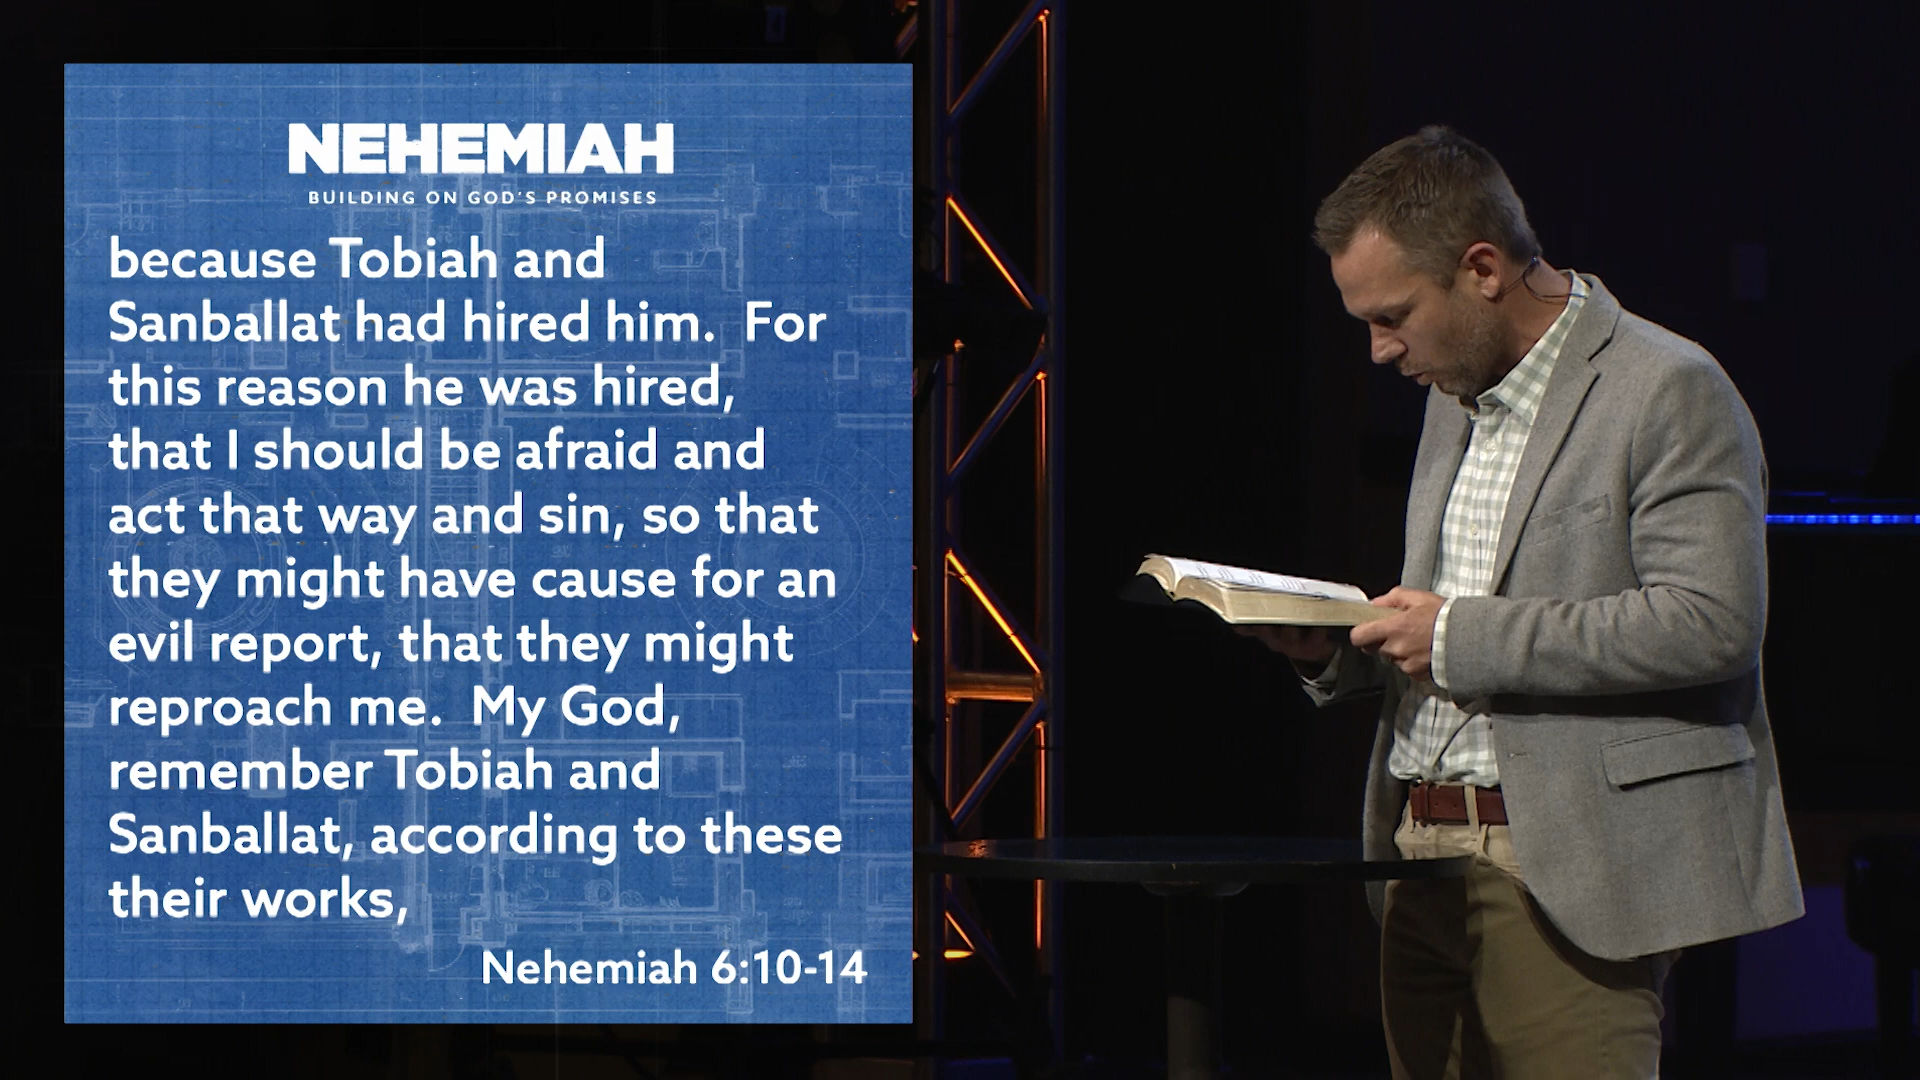 NEHEMIAH
BUILDING ON GOD'S PROMISES
because Tobiah and
Sanballat had hired him.  For
this reason he was hired,
that I should be afraid and
act that way and sin, so that
they might have cause for an
evil report, that they might
reproach me.  My God,
remember Tobiah and
Sanballat, according to these
their works,
Nehemiah 6:10-14